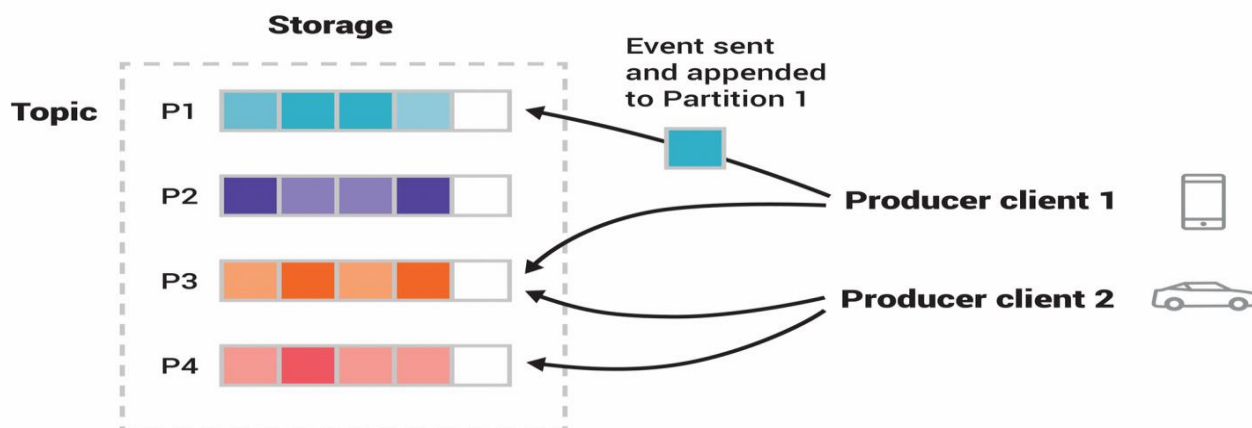 Storage
Event sent
and appended
to Partition 1
Topic
P1
P2
Producer client 1
P3
Producer client 2
P4